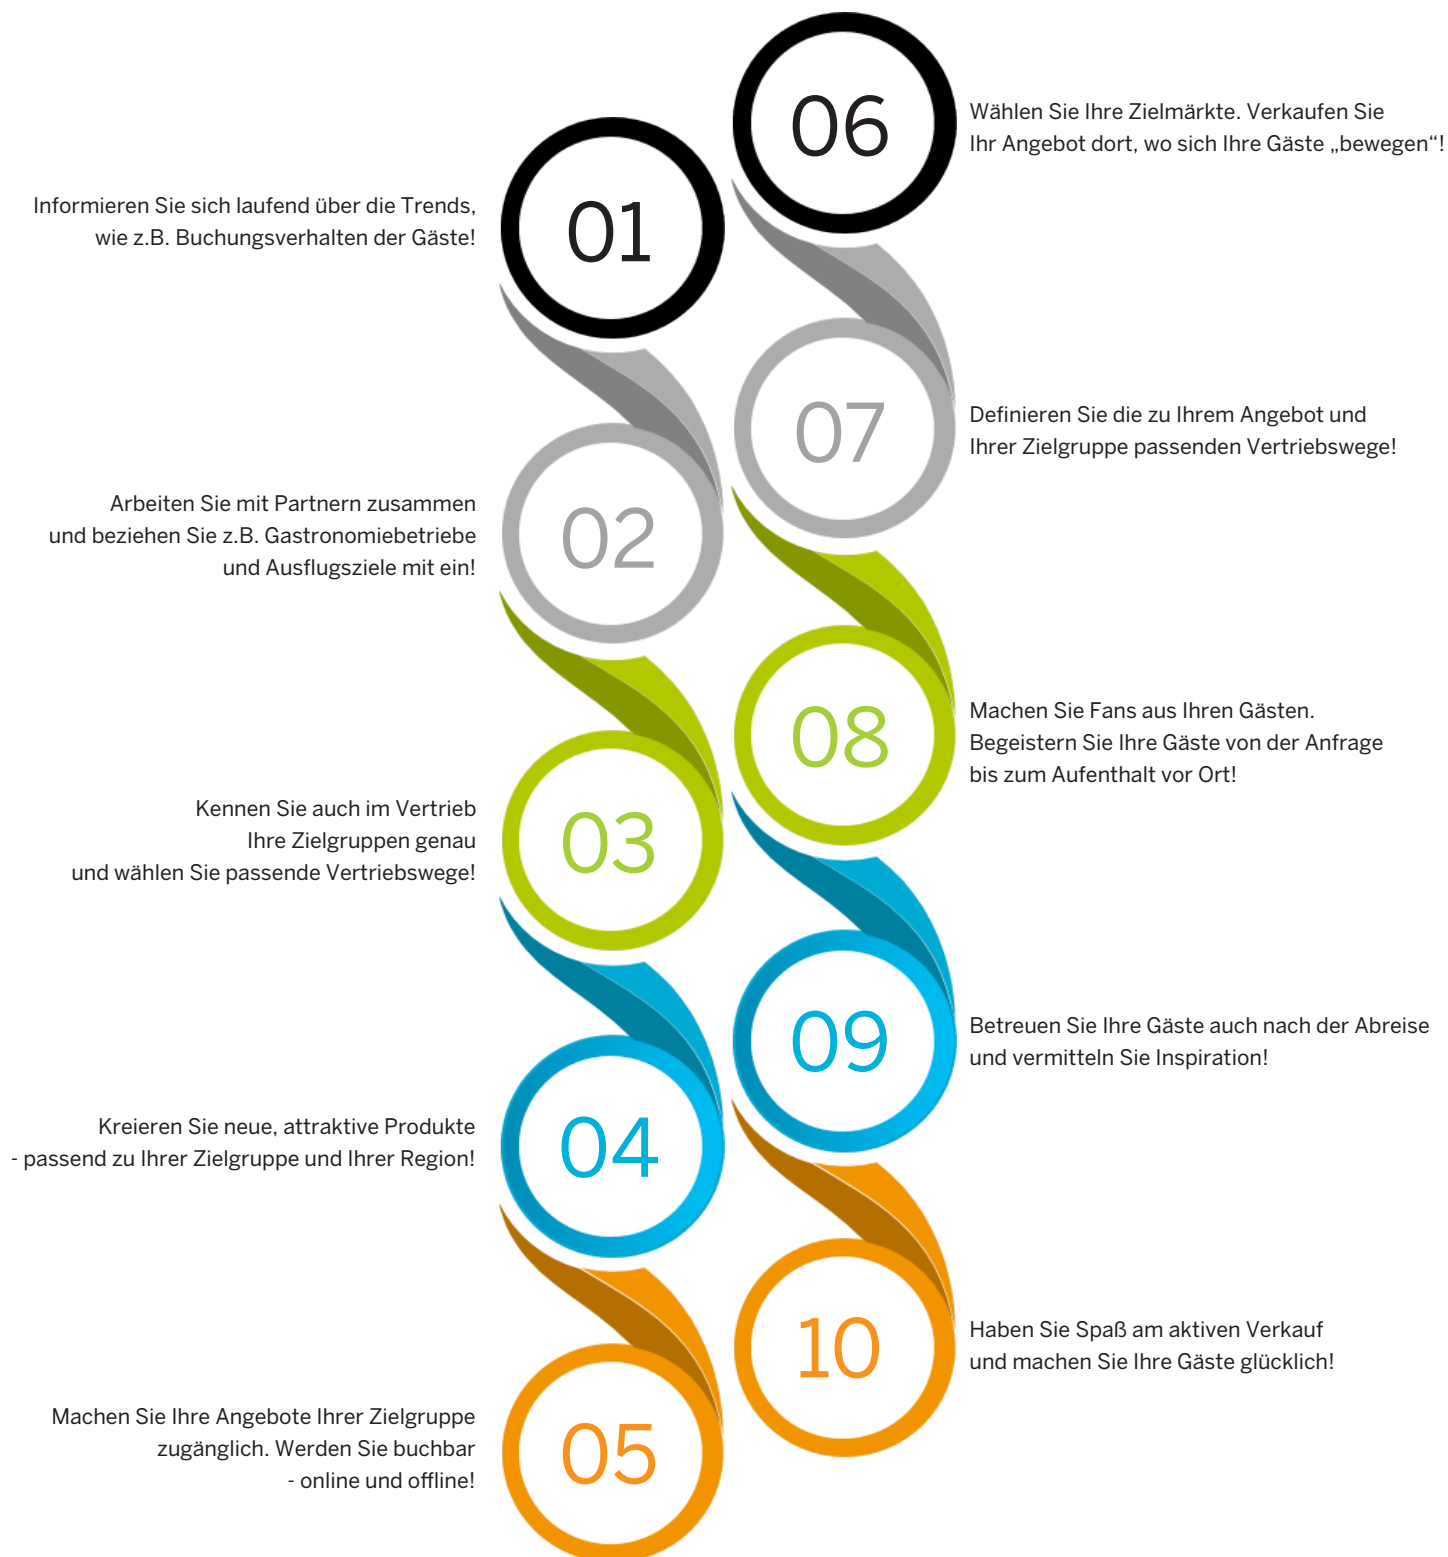 01
Informieren Sie sich laufend über die Trends,
wie z.B. Buchungsverhalten der Gäste!
02
Arbeiten Sie mit Partnern zusammen
und beziehen Sie z.B. Gastronomiebetriebe
und Ausflugsziele mit ein!
03
Kennen Sie auch im Vertrieb
Ihre Zielgruppen genau
und wählen Sie passende Vertriebswege!
04
Kreieren Sie neue, attraktive Produkte
- passend zu Ihrer Zielgruppe und Ihrer Region!
05
Machen Sie Ihre Angebote Ihrer Zielgruppe
zugänglich. Werden Sie buchbar
- online und offline!
06
Wählen Sie Ihre Zielmärkte. Verkaufen Sie
Ihr Angebot dort, wo sich Ihre Gäste „bewegen“!
07
Definieren Sie die zu Ihrem Angebot und
Ihrer Zielgruppe passenden Vertriebswege!
08
Machen Sie Fans aus Ihren Gästen.
Begeistern Sie Ihre Gäste von der Anfrage
bis zum Aufenthalt vor Ort!
09
Betreuen Sie Ihre Gäste auch nach der Abreise
und vermitteln Sie Inspiration!
10
Haben Sie Spaß am aktiven Verkauf
und machen Sie Ihre Gäste glücklich!